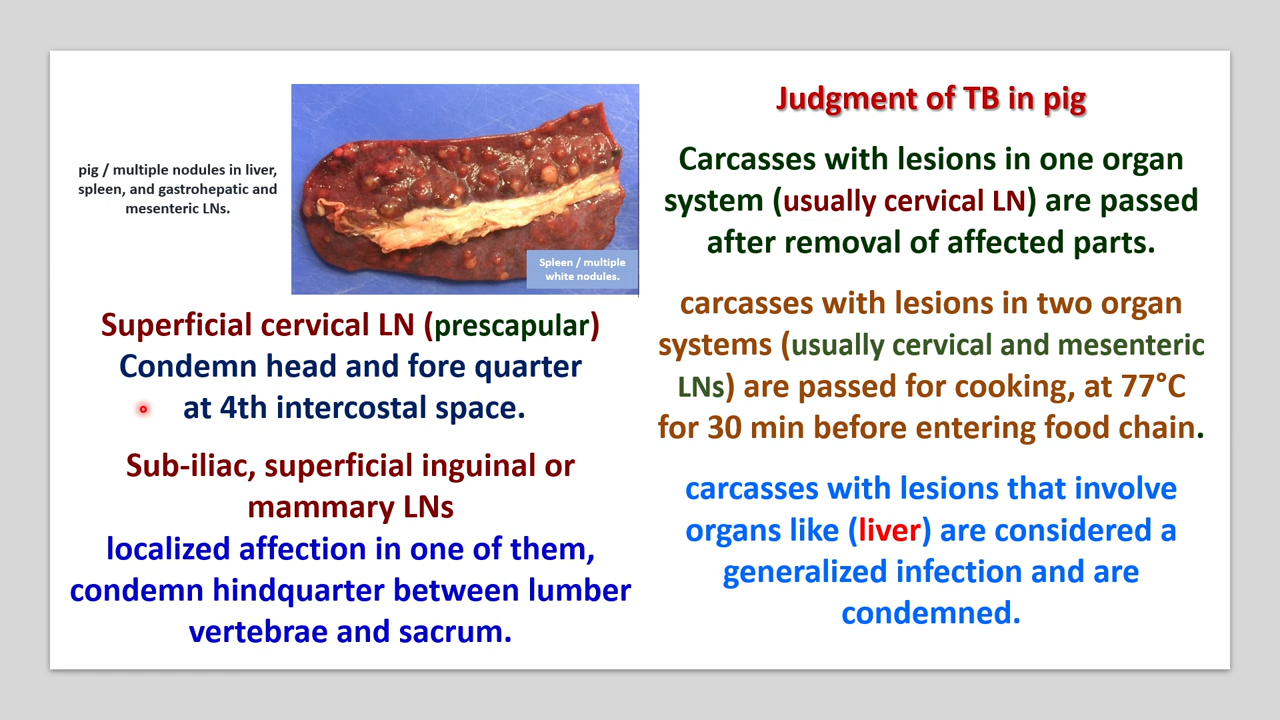 pig / multiple nodules in liver,
spleen, and gastrohepatic and
mesenteric LNs.
Spleen / multiple
white nodules.
Superficial cervical LN (prescapular)
Condemn head and fore quarter
at 4th intercostal space.
Sub-iliac, superficial inguinal or
mammary LNs
localized affection in one of them,
condemn hindquarter between lumber
vertebrae and sacrum.
Judgment of TB in pig
Carcasses with lesions in one organ
system (usually cervical LN) are passed
after removal of affected parts.
carcasses with lesions in two organ
systems (usually cervical and mesenteric
LNs) are passed for cooking, at 77°C
for 30 min before entering food chain.
carcasses with lesions that involve
organs like (liver) are considered a
generalized infection and are
condemned.